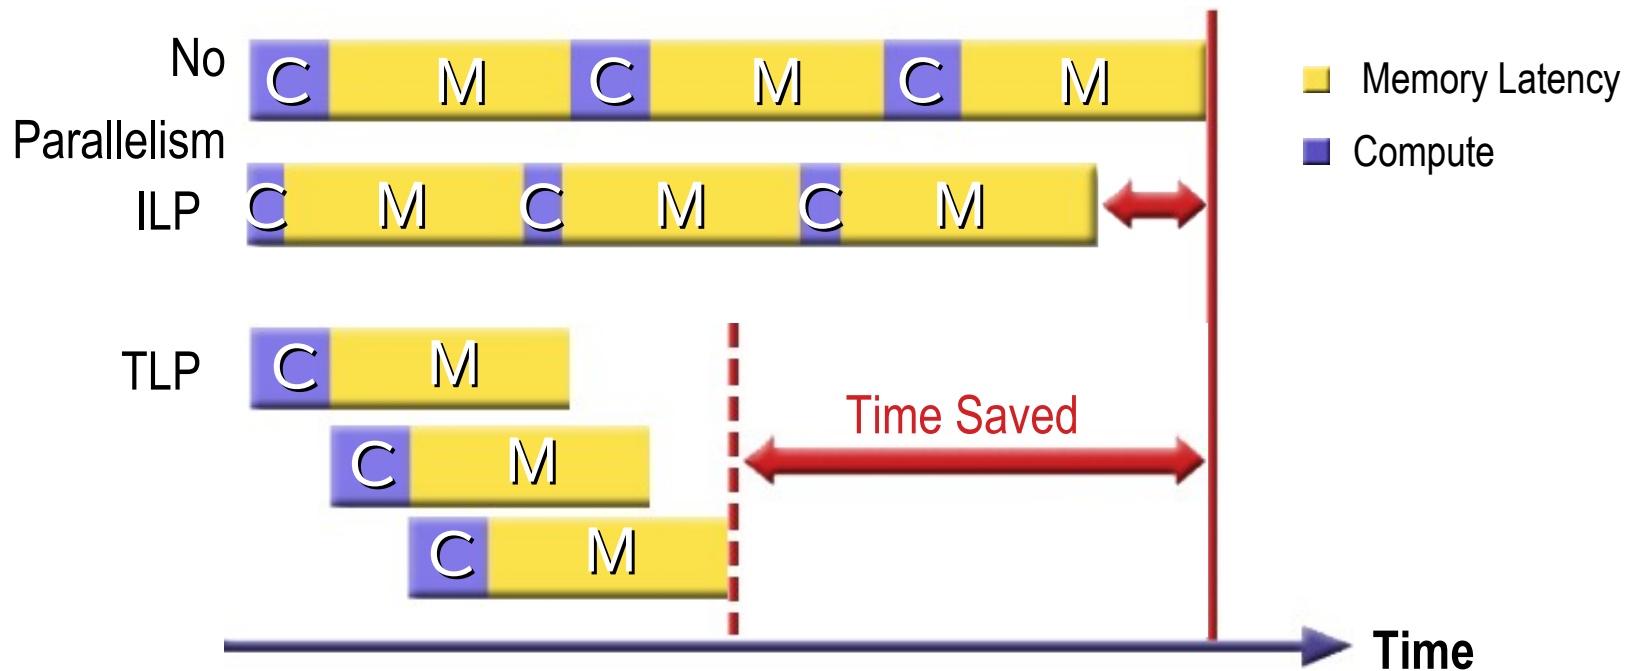 No
Parallelism
C M C M C M
ILP
C M C M C M
TLP
C M
C M
C M
Time Saved
Time
Memory Latency
Compute